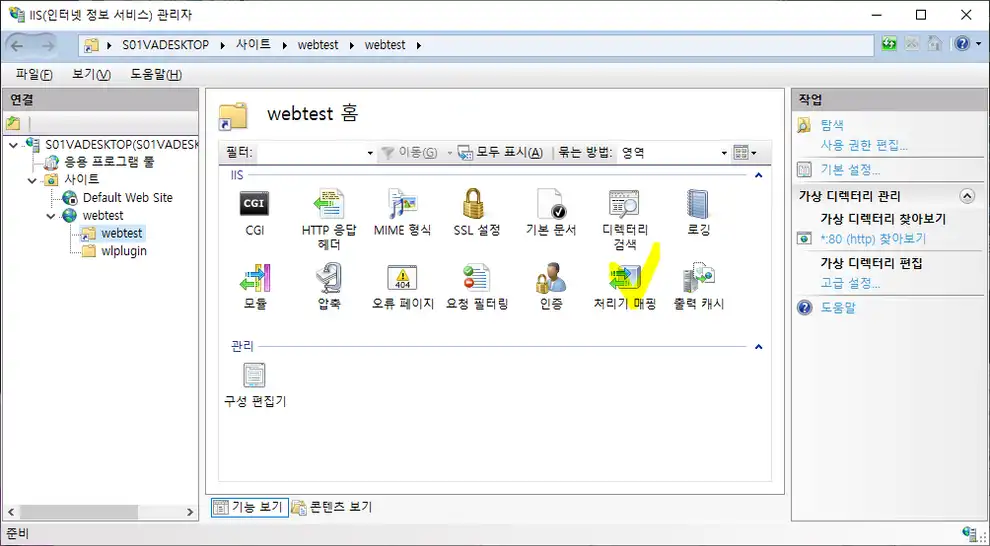 IIS(인터넷 정보 서비스) 관리자
S01VADESKTOP 사이트 webtest webtest
파일(F) 보기(V) 도움말(H)
연결
S01VADESKTOP(S01VADESK
응용 프로그램 풀
사이트
Default Web Site
webtest
webtest
wlplugin
webtest 홈
필터: 이동(G) 모두 표시(A) 묶는 방법: 영역
IIS
CGI
CGI
HTTP 응답 헤더
MIME 형식
SSL 설정
기본 문서
디렉터리 검색
로깅
모듈
압축
404
오류 페이지
요청 필터링
인증
처리기 매핑
출력 캐시
관리
구성 편집기
기능 보기 콘텐츠 보기
작업
탐색
사용 권한 편집...
기본 설정...
가상 디렉터리 관리
가상 디렉터리 찾아보기
*:80 (http) 찾아보기
가상 디렉터리 편집
고급 설정...
도움말
준비